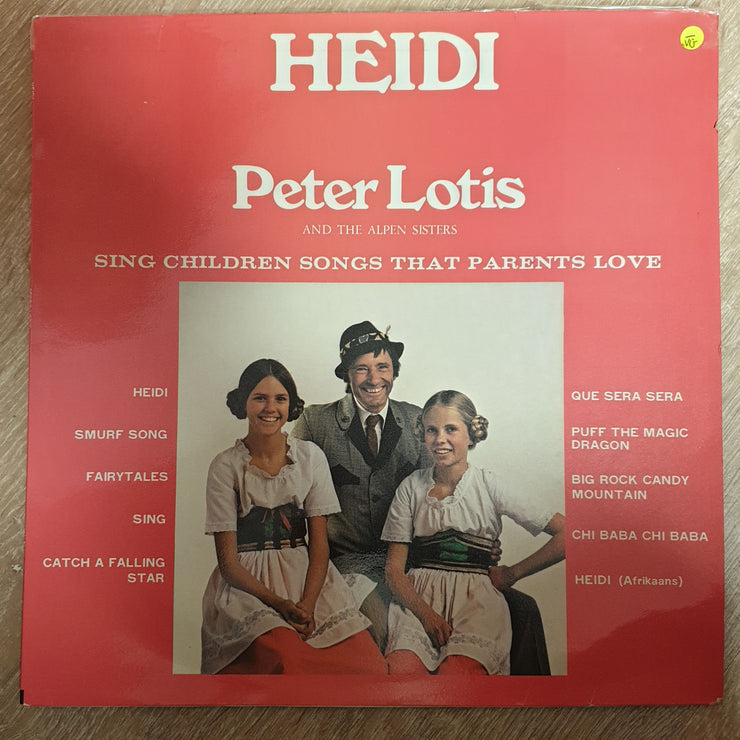 HEIDI
VG
Peter Lotis
AND THE ALPEN SISTERS
SING CHILDREN SONGS THAT PARENTS LOVE
HEIDI
SMURF SONG
FAIRYTALES
SING
CATCH A FALLING
STAR
QUE SERA SERA
PUFF THE MAGIC
DRAGON
BIG ROCK CANDY
MOUNTAIN
CHI BABA CHI BABA
HEIDI (Afrikaans)